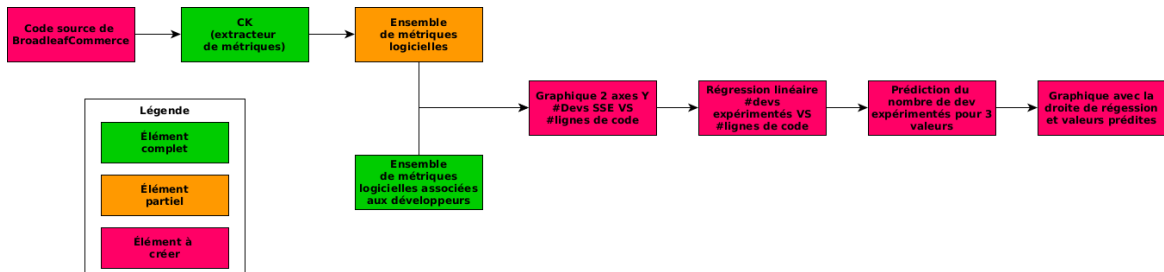 Code source de
BroadleafCommerce
CK
(extracteur
de métriques)
Ensemble
de métriques
logicielles
Graphique 2 axes Y
#Devs SSE VS
#lignes de code
Régression linéaire
#devs
expérimentés VS
#lignes de code
Prédiction du
nombre de dev
expérimentés pour 3
valeurs
Graphique avec la
droite de régession
et valeurs prédites
Ensemble
de métriques
logicielles associées
aux développeurs
Légende
Élément
complet
Élément
partiel
Élément à
créer